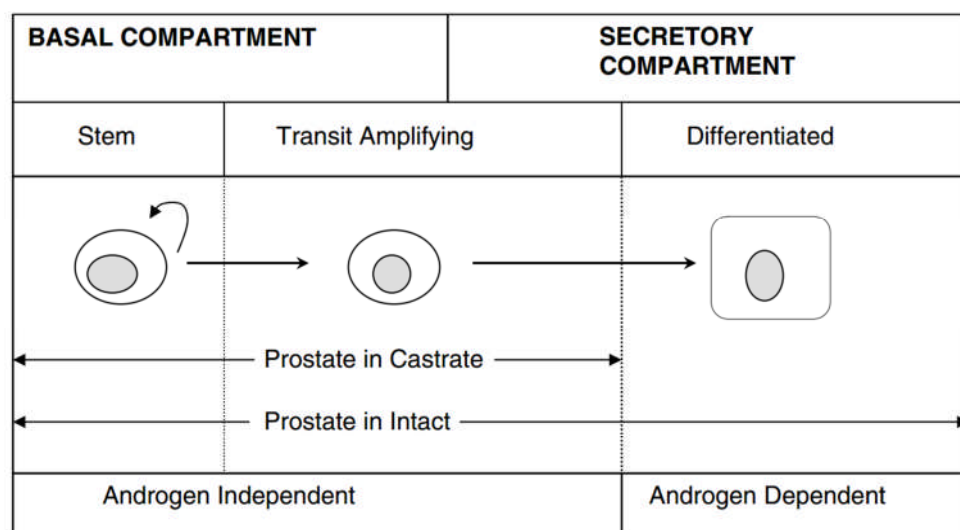 BASAL COMPARTMENT
SECRETORY
COMPARTMENT
Stem
Transit Amplifying
Differentiated
Prostate in Castrate
Prostate in Intact
Androgen Independent
Androgen Dependent